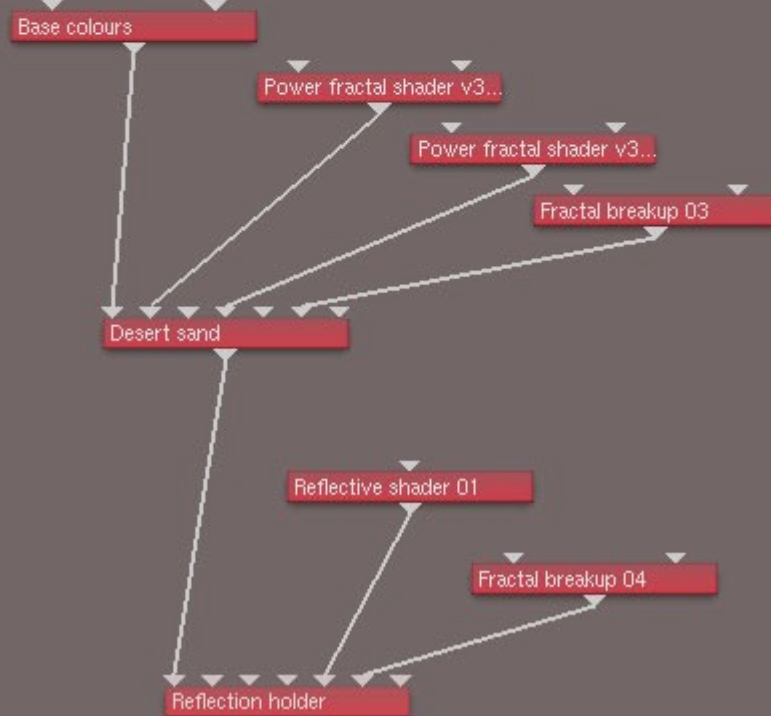 Base colours
Power fractal shader v3...
Power fractal shader v3...
Fractal breakup 03
Desert sand
Reflective shader 01
Fractal breakup 04
Reflection holder